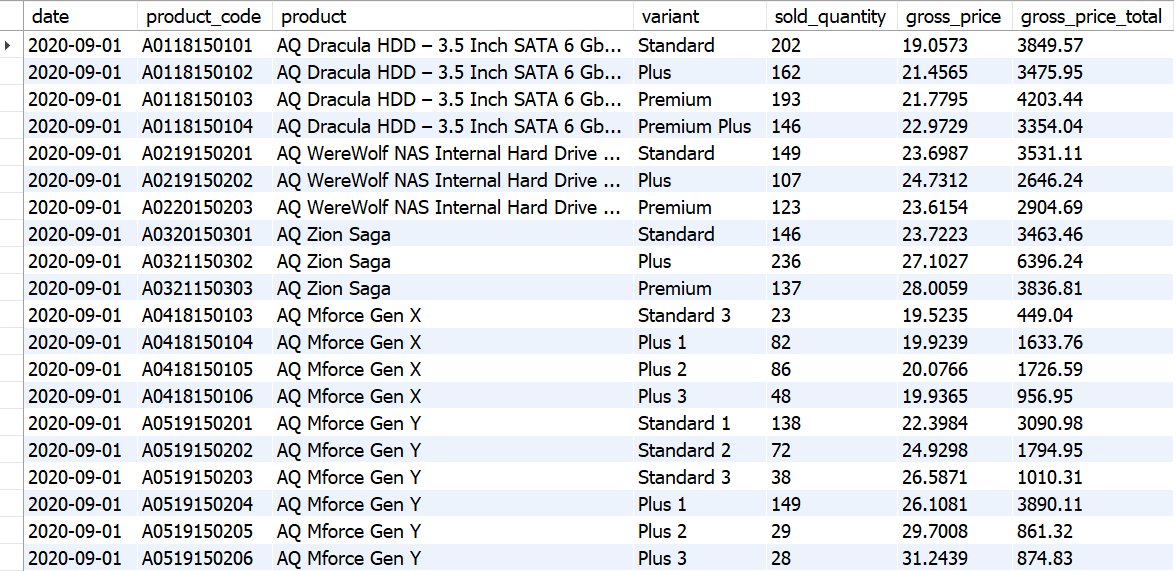 date product_code product variant sold_quantity gross_price gross_price_total
2020-09-01 A0118150101 AQ Dracula HDD – 3.5 Inch SATA 6 Gb... Standard 202 19.0573 3849.57
2020-09-01 A0118150102 AQ Dracula HDD – 3.5 Inch SATA 6 Gb... Plus 162 21.4565 3475.95
2020-09-01 A0118150103 AQ Dracula HDD – 3.5 Inch SATA 6 Gb... Premium 193 21.7795 4203.44
2020-09-01 A0118150104 AQ Dracula HDD – 3.5 Inch SATA 6 Gb... Premium Plus 146 22.9729 3354.04
2020-09-01 A0219150201 AQ WereWolf NAS Internal Hard Drive ... Standard 149 23.6987 3531.11
2020-09-01 A0219150202 AQ WereWolf NAS Internal Hard Drive ... Plus 107 24.7312 2646.24
2020-09-01 A0220150203 AQ WereWolf NAS Internal Hard Drive ... Premium 123 23.6154 2904.69
2020-09-01 A0320150301 AQ Zion Saga Standard 146 23.7223 3463.46
2020-09-01 A0321150302 AQ Zion Saga Plus 236 27.1027 6396.24
2020-09-01 A0321150303 AQ Zion Saga Premium 137 28.0059 3836.81
2020-09-01 A0418150103 AQ Mforce Gen X Standard 3 23 19.5235 449.04
2020-09-01 A0418150104 AQ Mforce Gen X Plus 1 82 19.9239 1633.76
2020-09-01 A0418150105 AQ Mforce Gen X Plus 2 86 20.0766 1726.59
2020-09-01 A0418150106 AQ Mforce Gen X Plus 3 48 19.9365 956.95
2020-09-01 A0519150201 AQ Mforce Gen Y Standard 1 138 22.3984 3090.98
2020-09-01 A0519150202 AQ Mforce Gen Y Standard 2 72 24.9298 1794.95
2020-09-01 A0519150203 AQ Mforce Gen Y Standard 3 38 26.5871 1010.31
2020-09-01 A0519150204 AQ Mforce Gen Y Plus 1 149 26.1081 3890.11
2020-09-01 A0519150205 AQ Mforce Gen Y Plus 2 29 29.7008 861.32
2020-09-01 A0519150206 AQ Mforce Gen Y Plus 3 28 31.2439 874.83